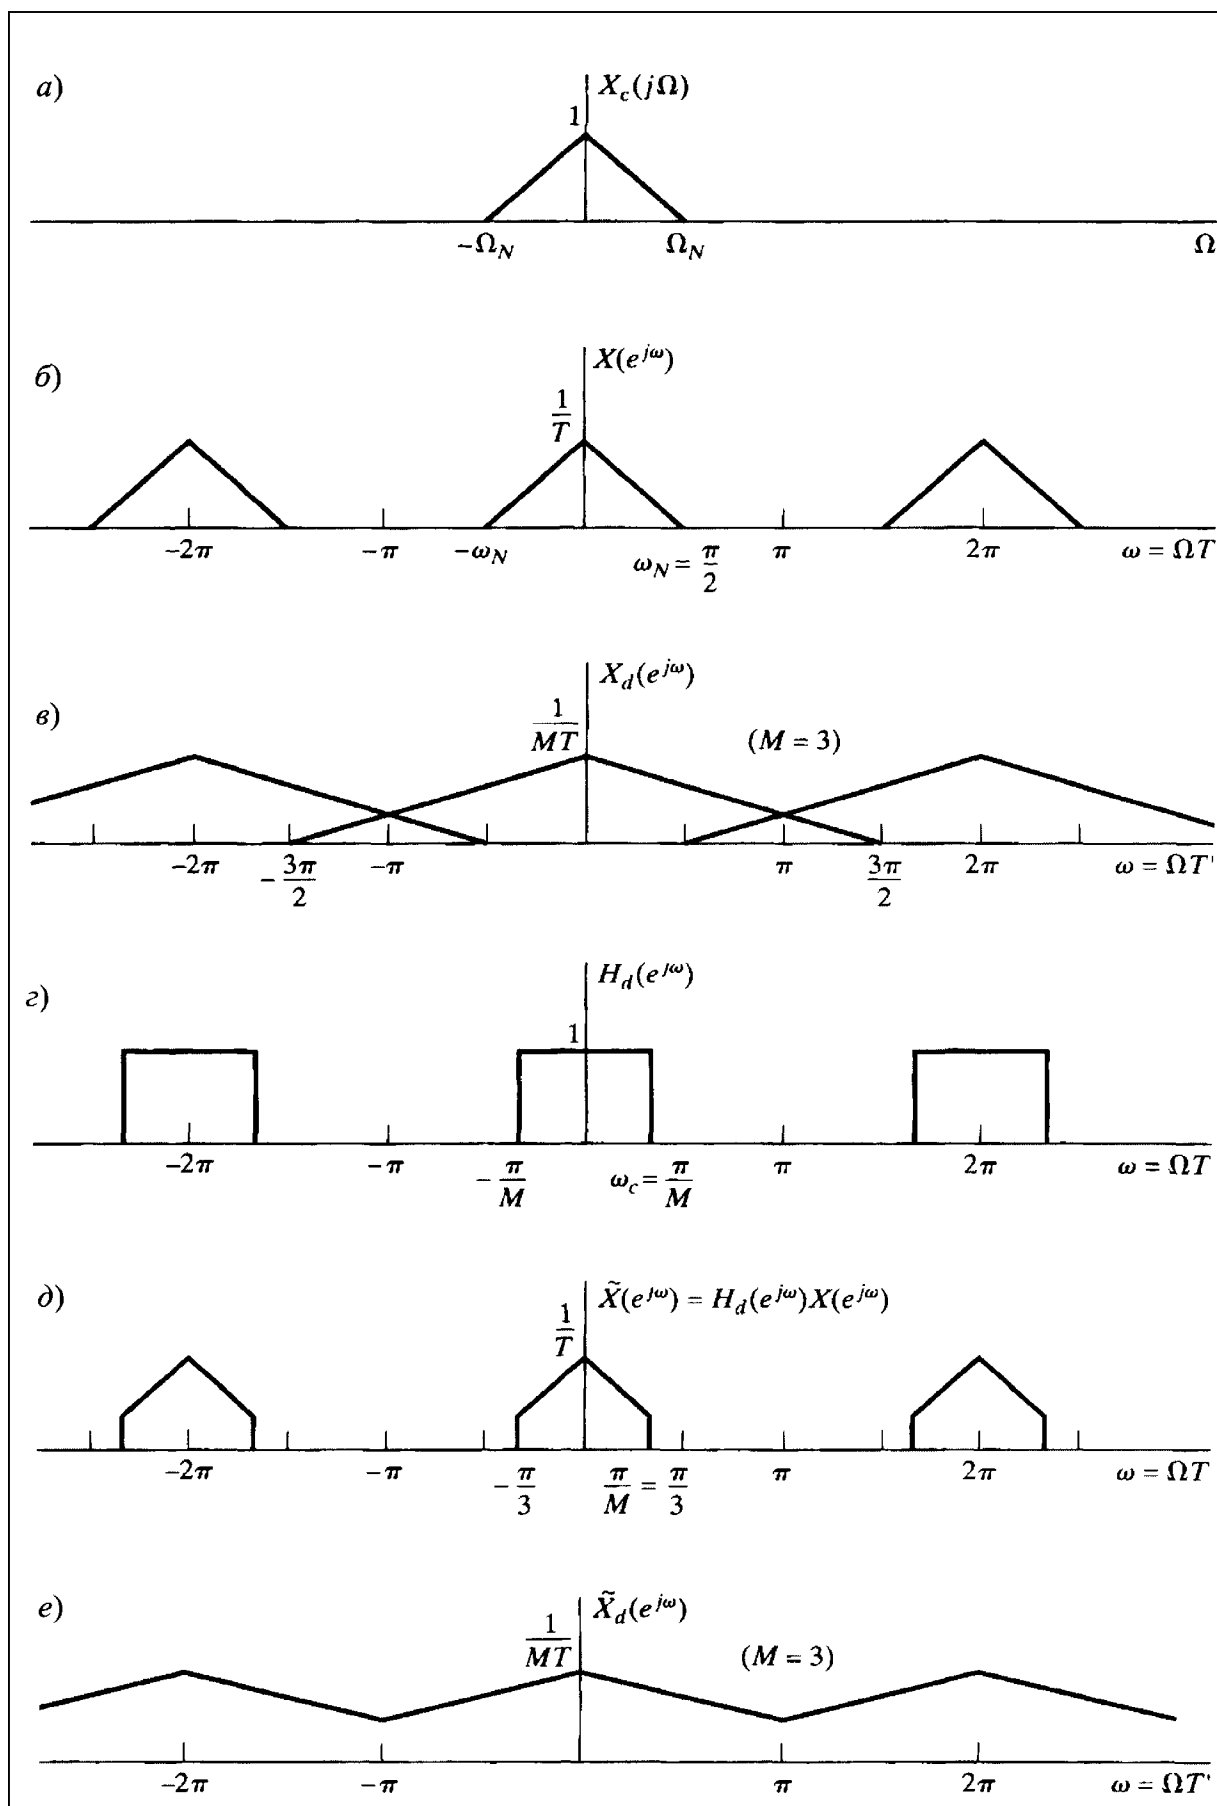 а)
X_c(jΩ)
1
−Ω_N
Ω_N
Ω
б)
X(e^{jω})
1/T
−2π
−π
−ω_N
ω_N = π/2
π
2π
ω = ΩT
в)
X_d(e^{jω})
1/MT
(M = 3)
−2π
−3π/2
−π
π
3π/2
2π
ω = ΩT'
г)
H_d(e^{jω})
1
−2π
−π
−π/M
ω_c = π/M
π
2π
ω = ΩT
д)
X̃(e^{jω}) = H_d(e^{jω})X(e^{jω})
1/T
−2π
−π
−π/3
π/M = π/3
π
2π
ω = ΩT
е)
X̃_d(e^{jω})
1/MT
(M = 3)
−2π
−π
π
2π
ω = ΩT'